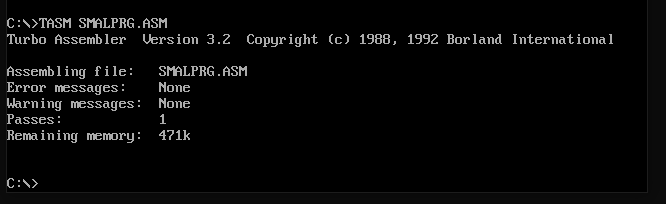 C:\>TASM SMALPRG.ASM
Turbo Assembler  Version 3.2  Copyright (c) 1988, 1992 Borland International
Assembling file:   SMALPRG.ASM
Error messages:    None
Warning messages:  None
Passes:            1
Remaining memory:  471k
C:\>